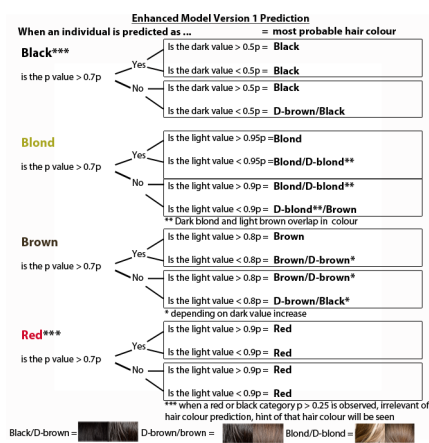 Enhanced Model Version 1 Prediction
When an individual is predicted as ... = most probable hair colour
Black***
is the p value > 0.7p
Yes
Is the dark value > 0.5p = Black
Is the dark value < 0.5p = Black
No
Is the dark value > 0.5p = Black
Is the dark value < 0.5p = D-brown/Black
Blond
is the p value > 0.7p
Yes
Is the light value > 0.95p =Blond
Is the light value < 0.95p =Blond/D-blond**
No
Is the light value > 0.9p = Blond/D-blond**
Is the light value < 0.9p = D-blond**/Brown
** Dark blond and light brown overlap in colour
Brown
is the p value > 0.7p
Yes
Is the light value > 0.8p = Brown
Is the light value < 0.8p = Brown/D-brown*
No
Is the light value > 0.8p = Brown/D-brown*
Is the light value < 0.8p = D-brown/Black*
* depending on dark value increase
Red***
is the p value > 0.7p
Yes
Is the light value > 0.9p = Red
Is the light value < 0.9p = Red
No
Is the light value > 0.9p = Red
Is the light value < 0.9p = Red
*** when a red or black category p > 0.25 is observed, irrelevant of
hair colour prediction, hint of that hair colour will be seen
Black/D-brown = D-brown/brown = Blond/D-blond =